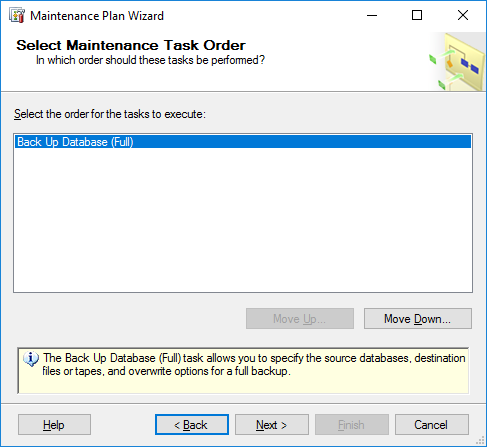 Maintenance Plan Wizard
Select Maintenance Task Order
In which order should these tasks be performed?
Select the order for the tasks to execute:
Back Up Database (Full)
Move Up... Move Down...
The Back Up Database (Full) task allows you to specify the source databases, destination
files or tapes, and overwrite options for a full backup.
Help < Back Next > Finish Cancel